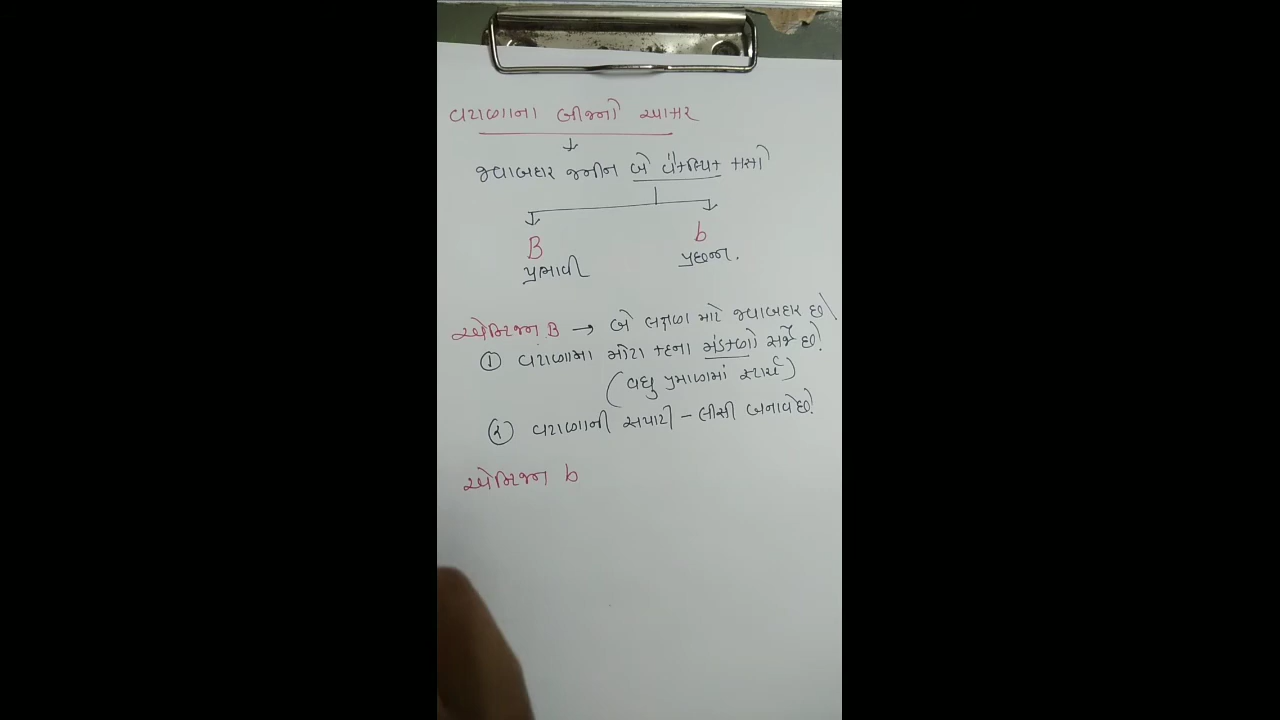 વટાણાના બીજનો આકાર
જવાબદાર જનીન બે વૈકલ્પિક કારકો
B b
પ્રભાવી પ્રચ્છન્ન.
એલિલ B → બે લક્ષણો માટે જવાબદાર છે
① વટાણામાં મોટા કદના મંડકણો સર્જે છે.
(વધુ પ્રમાણમાં સ્ટાર્ચ)
② વટાણાની સપાટી - લીસી બનાવે છે.
એલિલ b